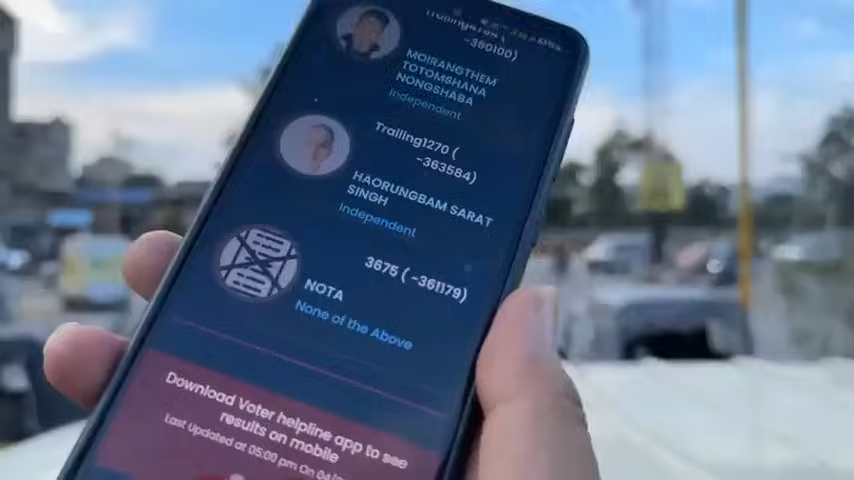 (-360100)
MOIRANGTHEM
TOTOMSHANA
NONGSHABA
Independent
Trailing1270 (
-363584)
HAORUNGBAM SARAT
SINGH
Independent
3675 ( -361179)
NOTA
None of the Above
Download Voter helpline app to see
results on mobile
Last Updated at 05:00 pm On